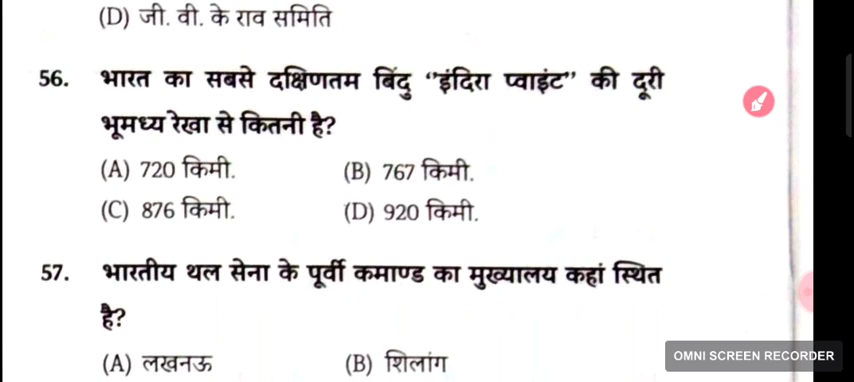 (D) जी. वी. के राव समिति
56. भारत का सबसे दक्षिणतम बिंदु ‘‘इंदिरा प्वाइंट’’ की दूरी
भूमध्य रेखा से कितनी है?
(A) 720 किमी. (B) 767 किमी.
(C) 876 किमी. (D) 920 किमी.
57. भारतीय थल सेना के पूर्वी कमाण्ड का मुख्यालय कहां स्थित
है?
(A) लखनऊ (B) शिलांग
OMNI SCREEN RECORDER